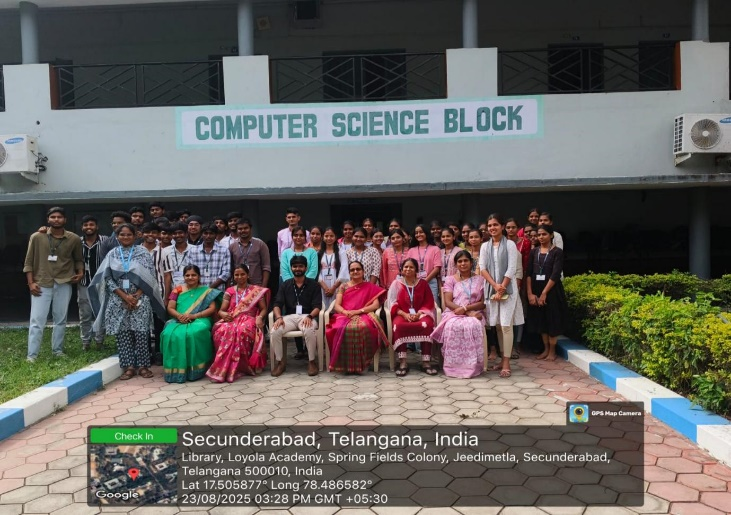 COMPUTER SCIENCE BLOCK
GPS Map Camera
Check In
Secunderabad, Telangana, India
Library, Loyola Academy, Spring Fields Colony, Jeedimetla, Secunderabad,
Telangana 500010, India
Lat 17.505877° Long 78.486582°
23/08/2025 03:28 PM GMT +05:30
Google